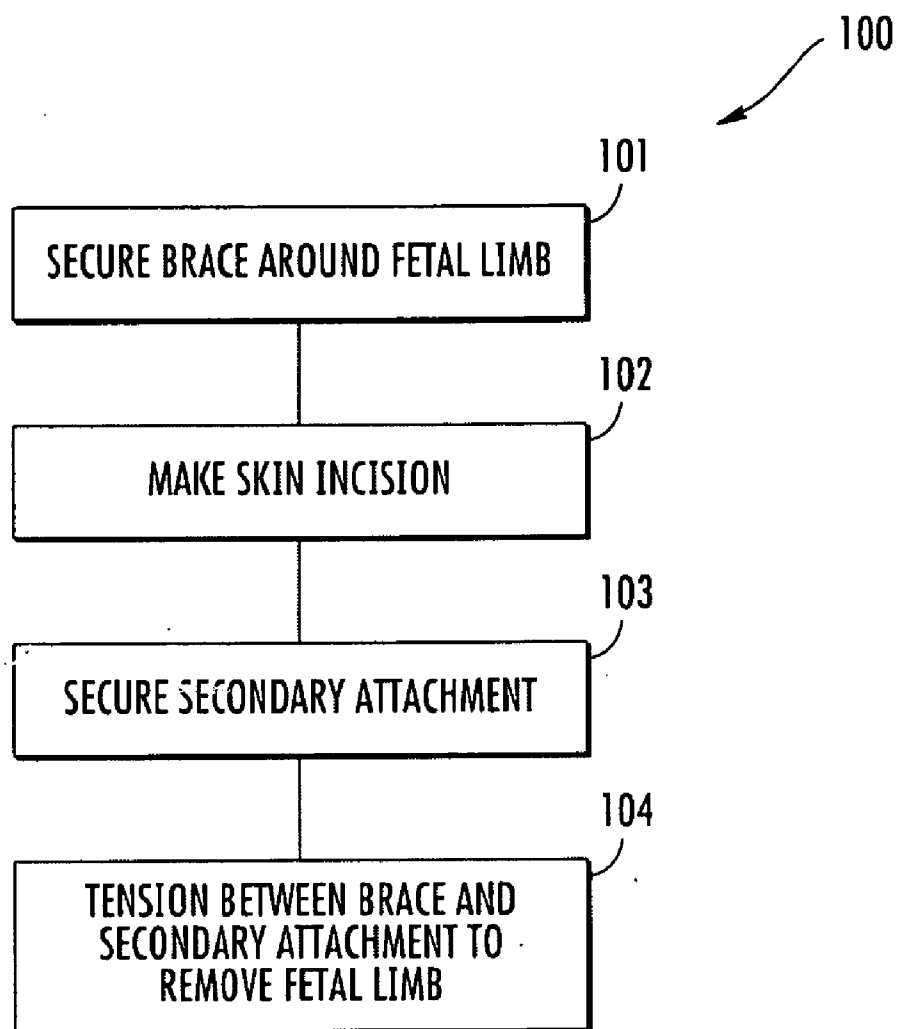 100
101
SECURE BRACE AROUND FETAL LIMB
102
MAKE SKIN INCISION
103
SECURE SECONDARY ATTACHMENT
104
TENSION BETWEEN BRACE AND
SECONDARY ATTACHMENT TO
REMOVE FETAL LIMB